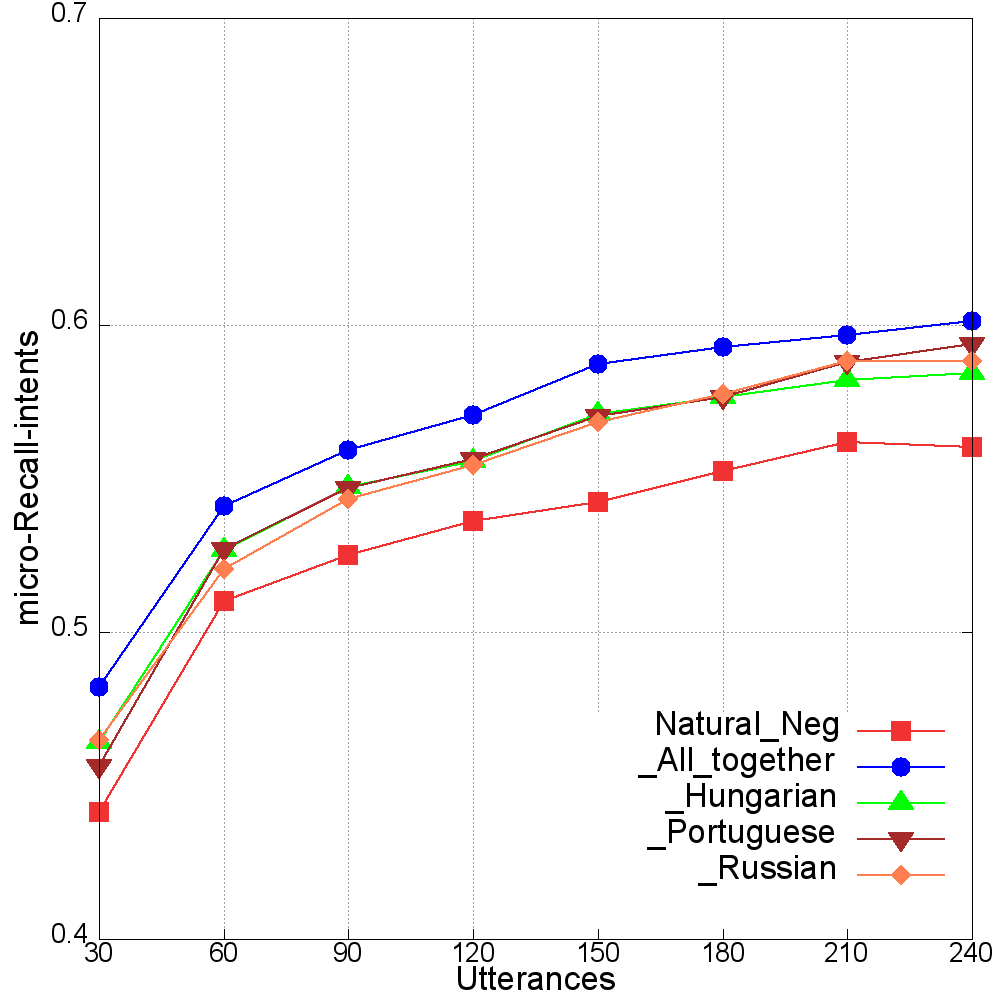 0.7
0.6
0.5
0.4
micro-Recall-intents
Natural_Neg
_All_together
_Hungarian
_Portuguese
_Russian
30 60 90 120 150 180 210 240
Utterances